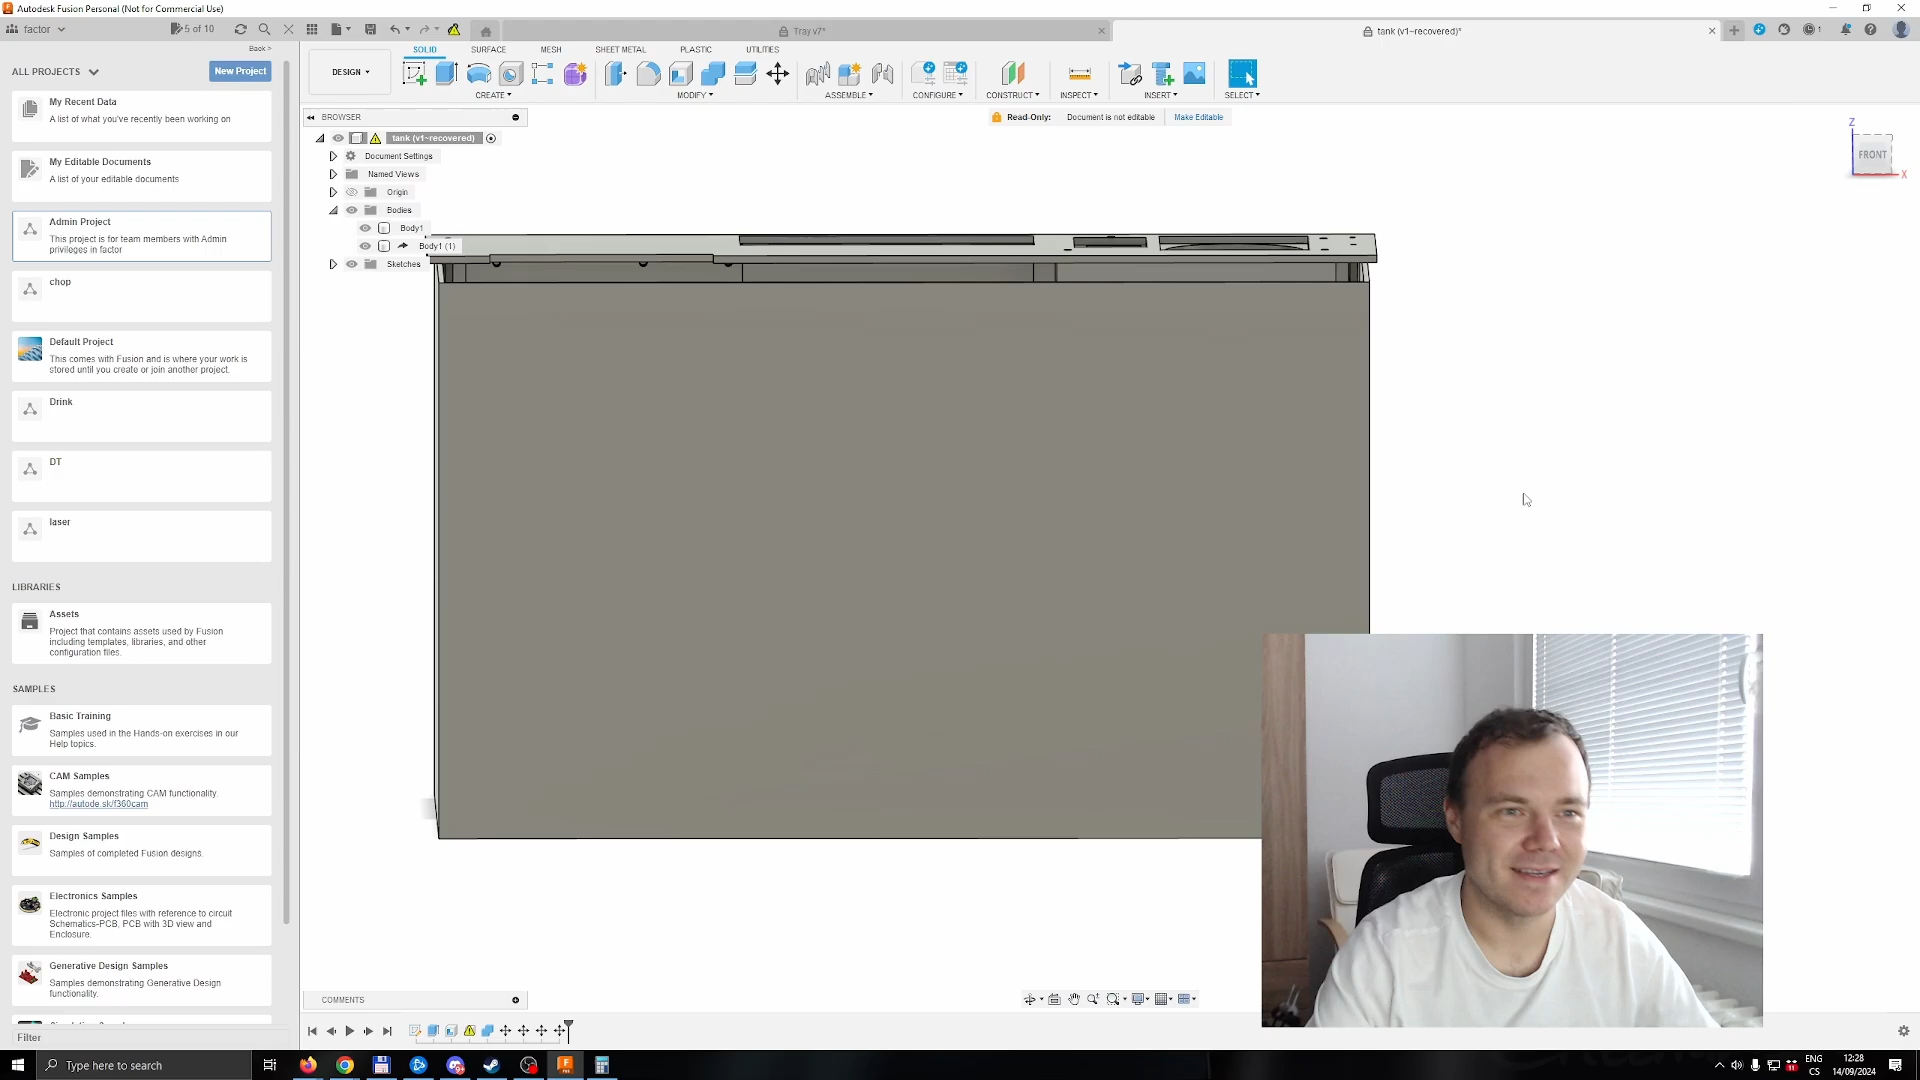 Autodesk Fusion Personal (Not for Commercial Use)
factor
5 of 10
Tray v7*
tank (v1~recovered)*
Back >
ALL PROJECTS
New Project
My Recent Data
A list of what you've recently been working on
My Editable Documents
A list of your editable documents
Admin Project
This project is for team members with Admin
privileges in factor
chop
Default Project
This comes with Fusion and is where your work is
stored until you create or join another project.
Drink
DT
laser
LIBRARIES
Assets
Project that contains assets used by Fusion
including templates, libraries, and other
configuration files.
SAMPLES
Basic Training
Samples used in the Hands-on exercises in our
Help topics.
CAM Samples
Samples demonstrating CAM functionality.
http://autode.sk/f360cam
Design Samples
Samples of completed Fusion designs.
Electronics Samples
Electronic project files with reference to circuit
Schematics-PCB, PCB with 3D view and
Enclosure.
Generative Design Samples
Samples demonstrating Generative Design
functionality.
Filter
DESIGN
SOLID
SURFACE
MESH
SHEET METAL
PLASTIC
UTILITIES
CREATE
MODIFY
ASSEMBLE
CONFIGURE
CONSTRUCT
INSPECT
INSERT
SELECT
BROWSER
tank (v1~recovered)
Document Settings
Named Views
Origin
Bodies
Body1
Body1 (1)
Sketches
Read-Only:
Document is not editable
Make Editable
Z
FRONT
X
COMMENTS
Type here to search
ENG
CS
12:28
14/09/2024